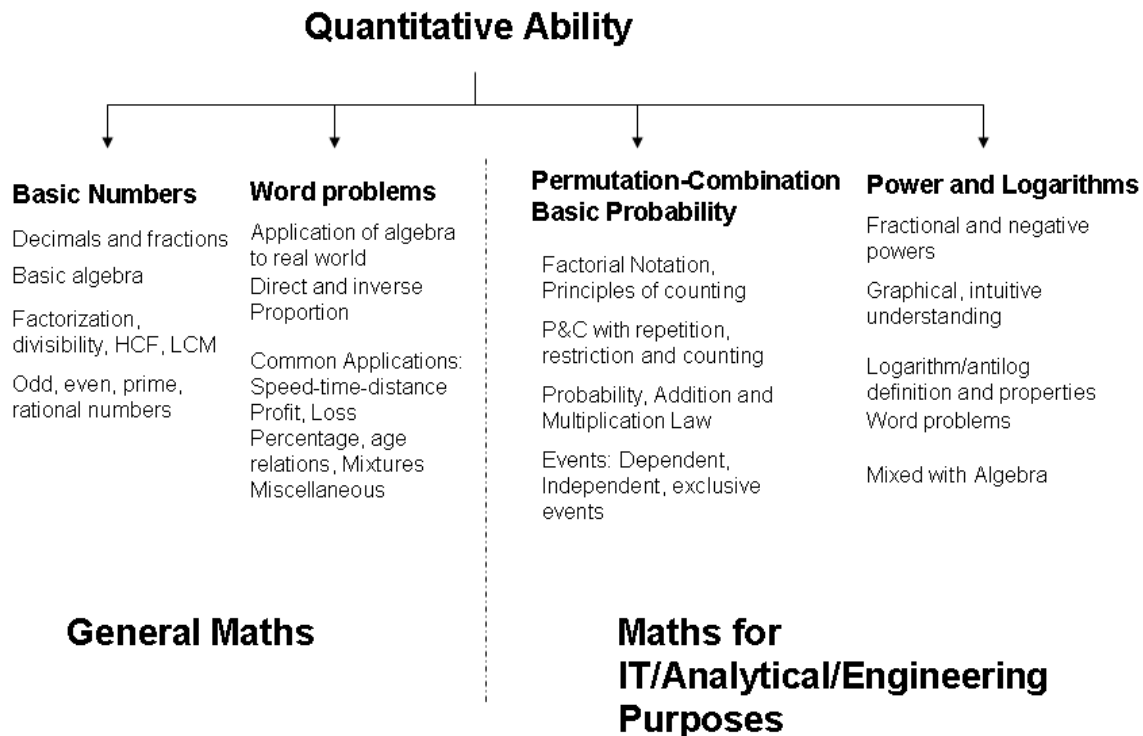 Quantitative Ability
Basic Numbers
Decimals and fractions
Basic algebra
Factorization,
divisibility, HCF, LCM
Odd, even, prime,
rational numbers
Word problems
Application of algebra
to real world
Direct and inverse
Proportion
Common Applications:
Speed-time-distance
Profit, Loss
Percentage, age
relations, Mixtures
Miscellaneous
Permutation-Combination
Basic Probability
Factorial Notation,
Principles of counting
P&C with repetition,
restriction and counting
Probability, Addition and
Multiplication Law
Events: Dependent,
Independent, exclusive
events
Power and Logarithms
Fractional and negative
powers
Graphical, intuitive
understanding
Logarithm/antilog
definition and properties
Word problems
Mixed with Algebra
General Maths
Maths for
IT/Analytical/Engineering
Purposes